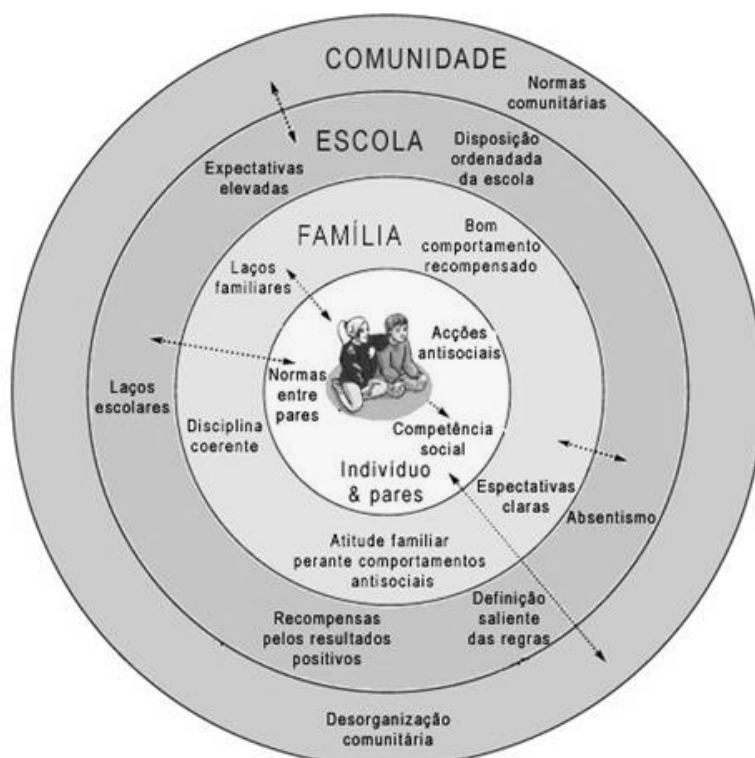 COMUNIDADE
Normas
comunitárias
ESCOLA
Disposição
ordenadada
da escola
Expectativas
elevadas
FAMÍLIA
Bom
comportamento
recompensado
Laços
familiares
Acções
antisociais
Normas
entre
pares
Laços
escolares
Disciplina
coerente
Competência
social
Indivíduo
& pares
Espectativas
claras
Absentismo
Atitude familiar
perante comportamentos
antisociais
Definição
saliente
das regras
Recompensas
pelos resultados
positivos
Desorganização
comunitária